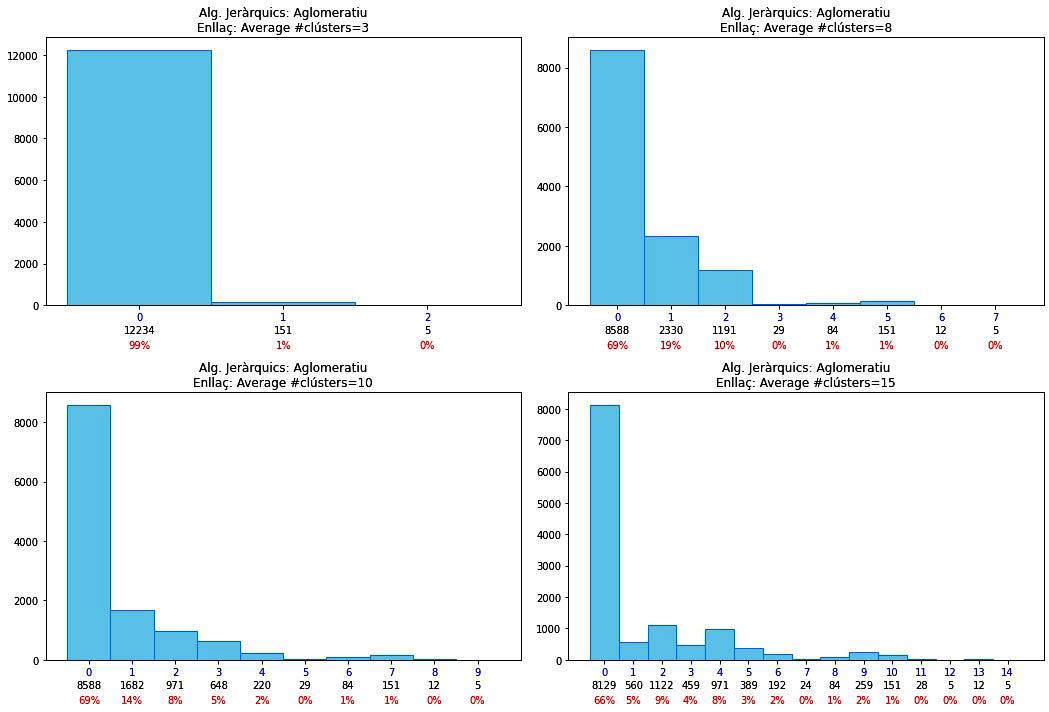 Alg. Jeràrquics: Aglomeratiu
Enllaç: Average #clústers=3
12000
10000
8000
6000
4000
2000
0
0 1 2
12234 151 5
99% 1% 0%
Alg. Jeràrquics: Aglomeratiu
Enllaç: Average #clústers=8
8000
6000
4000
2000
0
0 1 2 3 4 5 6 7
8588 2330 1191 29 84 151 12 5
69% 19% 10% 0% 1% 1% 0% 0%
Alg. Jeràrquics: Aglomeratiu
Enllaç: Average #clústers=10
8000
6000
4000
2000
0
0 1 2 3 4 5 6 7 8 9
8588 1682 971 648 220 29 84 151 12 5
69% 14% 8% 5% 2% 0% 1% 1% 0% 0%
Alg. Jeràrquics: Aglomeratiu
Enllaç: Average #clústers=15
8000
7000
6000
5000
4000
3000
2000
1000
0
0 1 2 3 4 5 6 7 8 9 10 11 12 13 14
8129 560 1122 459 971 389 192 24 84 259 151 28 5 12 5
66% 5% 9% 4% 8% 3% 2% 0% 1% 2% 1% 0% 0% 0% 0%